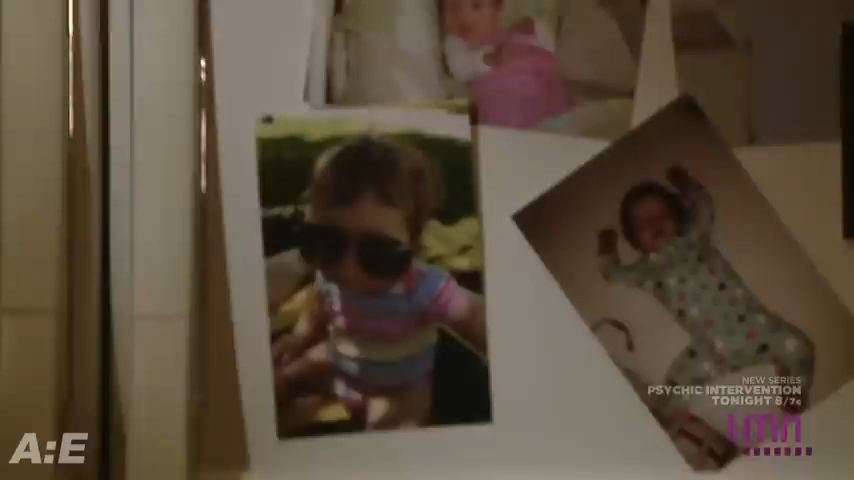 NEW SERIES
PSYCHIC INTERVENTION
TONIGHT 8/7c
LMN
A:E